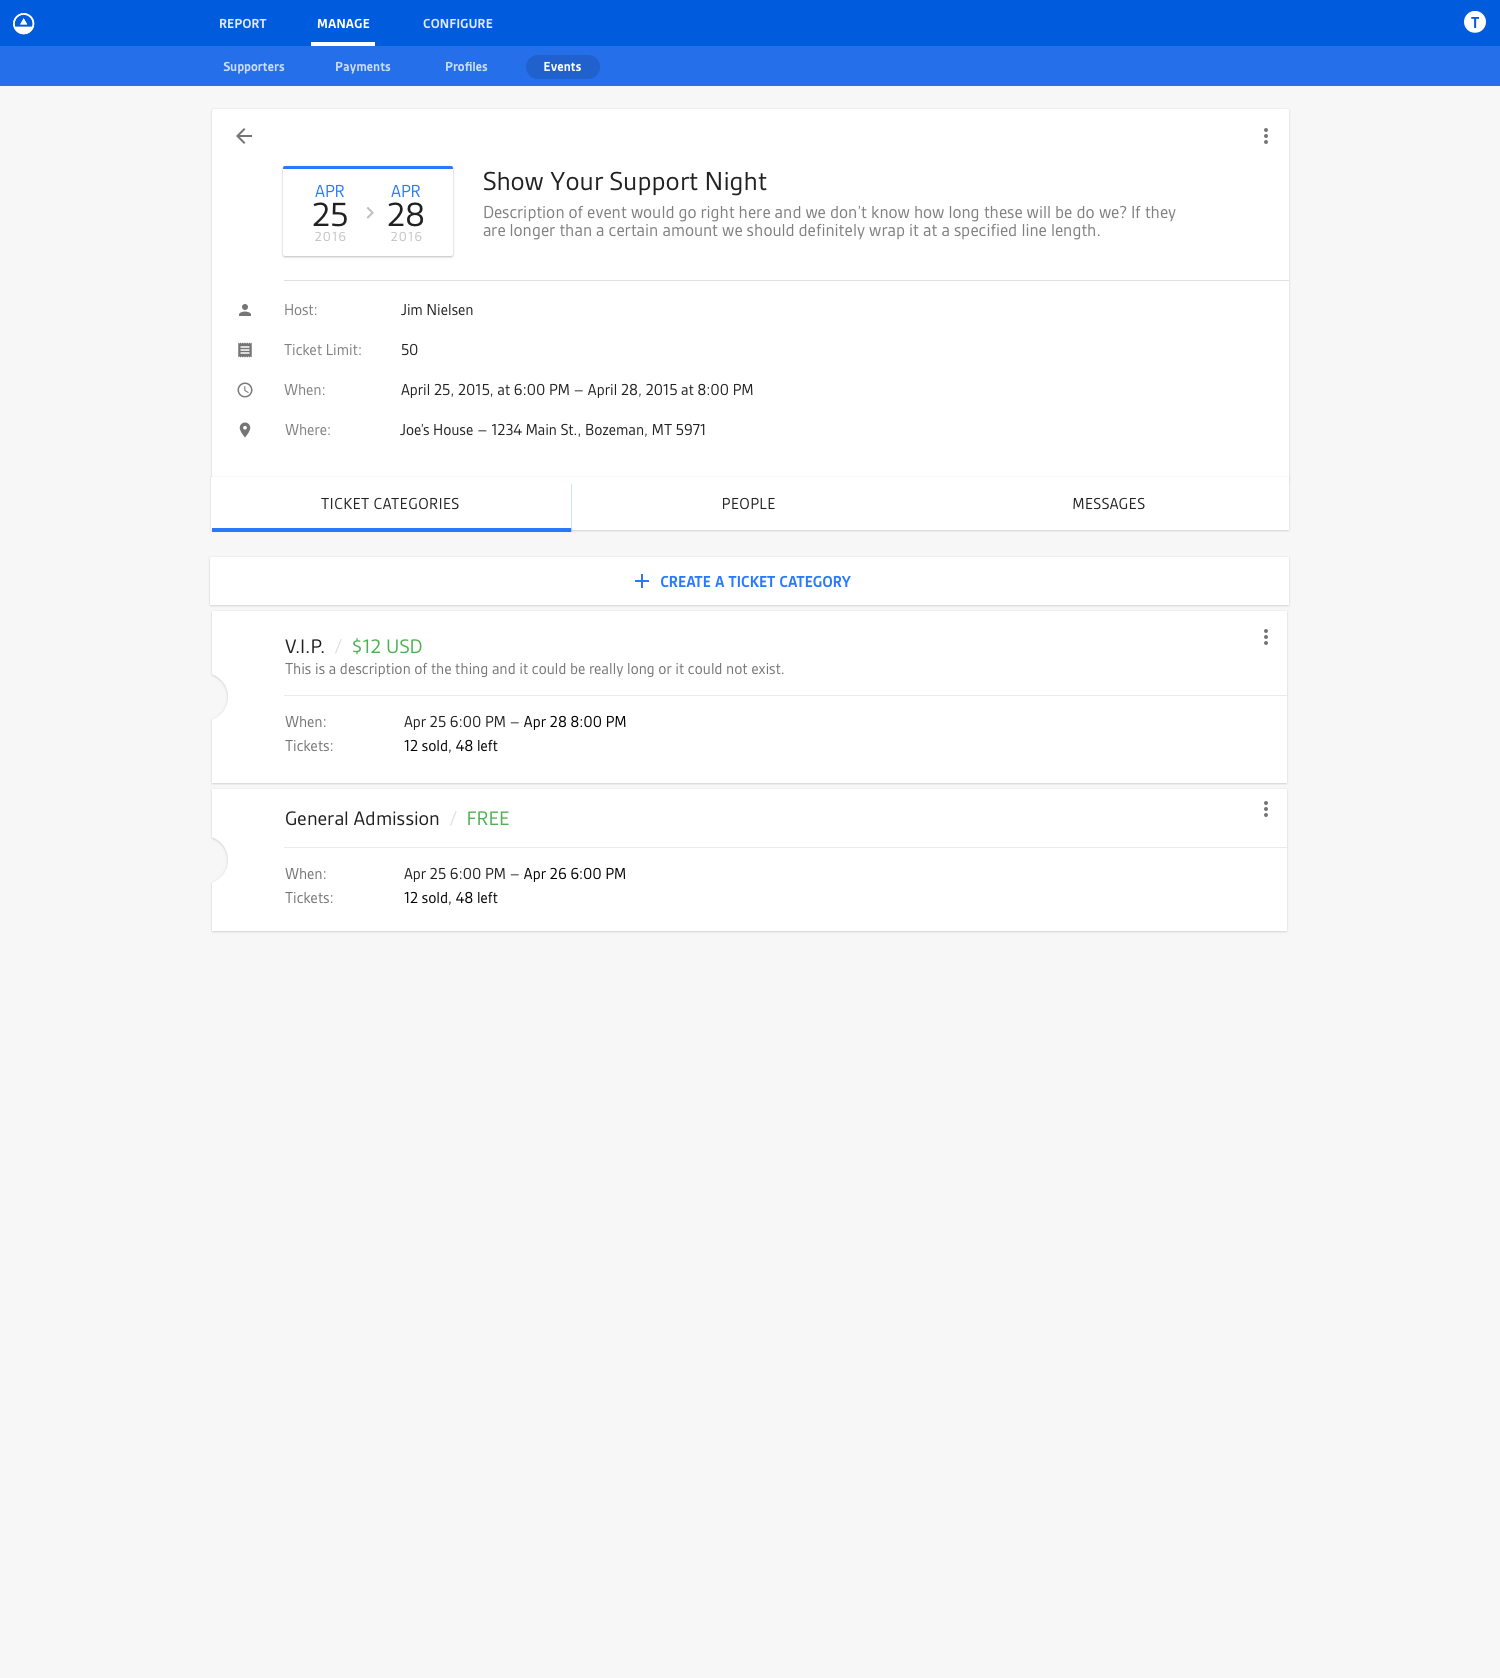 REPORT MANAGE CONFIGURE T
Supporters Payments Profiles Events
APR > APR
25 28
2016 2016
Show Your Support Night
Description of event would go right here and we don't know how long these will be do we? If they
are longer than a certain amount we should definitely wrap it at a specified line length.
Host: Jim Nielsen
Ticket Limit: 50
When: April 25, 2015, at 6:00 PM – April 28, 2015 at 8:00 PM
Where: Joe's House – 1234 Main St., Bozeman, MT 5971
TICKET CATEGORIES PEOPLE MESSAGES
+ CREATE A TICKET CATEGORY
V.I.P. / $12 USD
This is a description of the thing and it could be really long or it could not exist.
When: Apr 25 6:00 PM – Apr 28 8:00 PM
Tickets: 12 sold, 48 left
General Admission / FREE
When: Apr 25 6:00 PM – Apr 26 6:00 PM
Tickets: 12 sold, 48 left